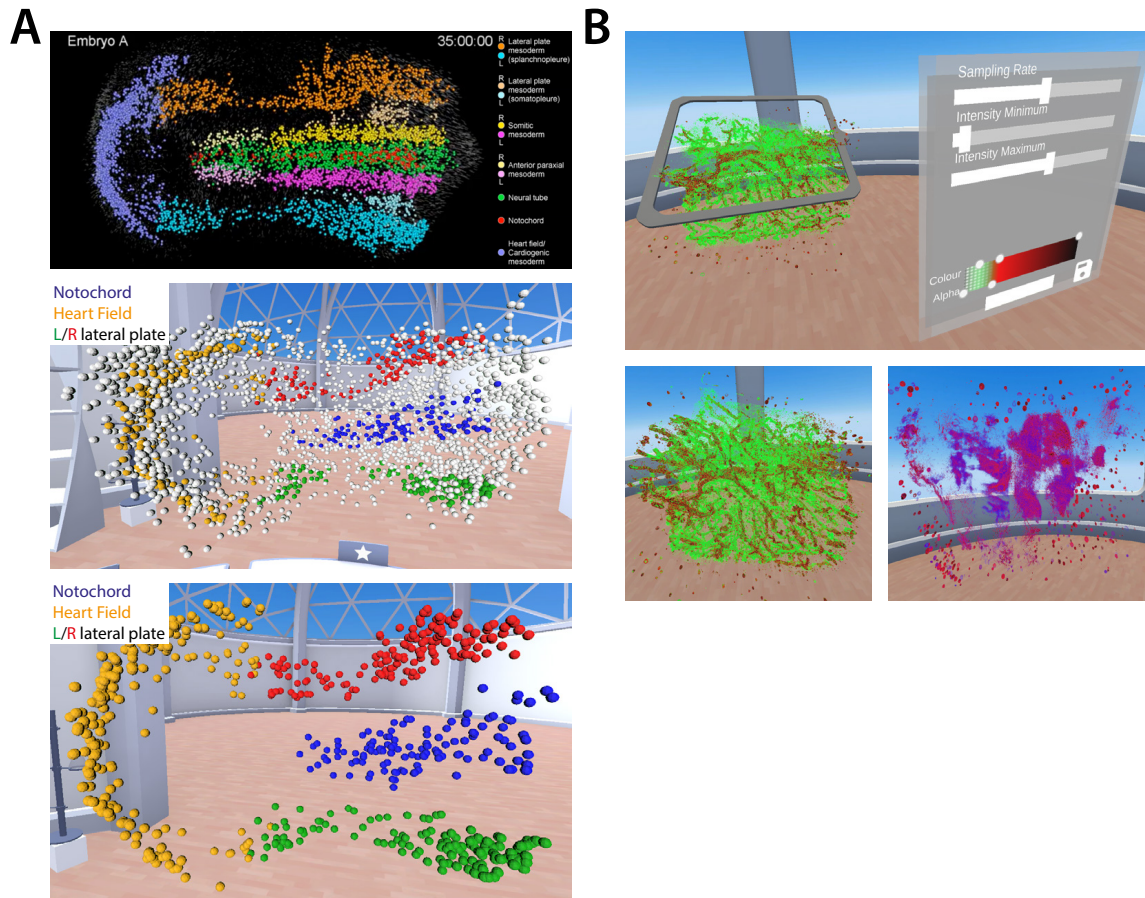 A
Embryo A
35:00:00
R
L
Lateral plate
mesoderm
(splanchnopleure)
R
L
Lateral plate
mesoderm
(somatopleure)
R
L
Somitic
mesoderm
R
L
Anterior paraxial
mesoderm
Neural tube
Notochord
Heart field/
Cardiogenic
mesoderm
Notochord
Heart Field
L/R lateral plate
Notochord
Heart Field
L/R lateral plate
B
Sampling Rate
Intensity Minimum
Intensity Maximum
Colour
Alpha